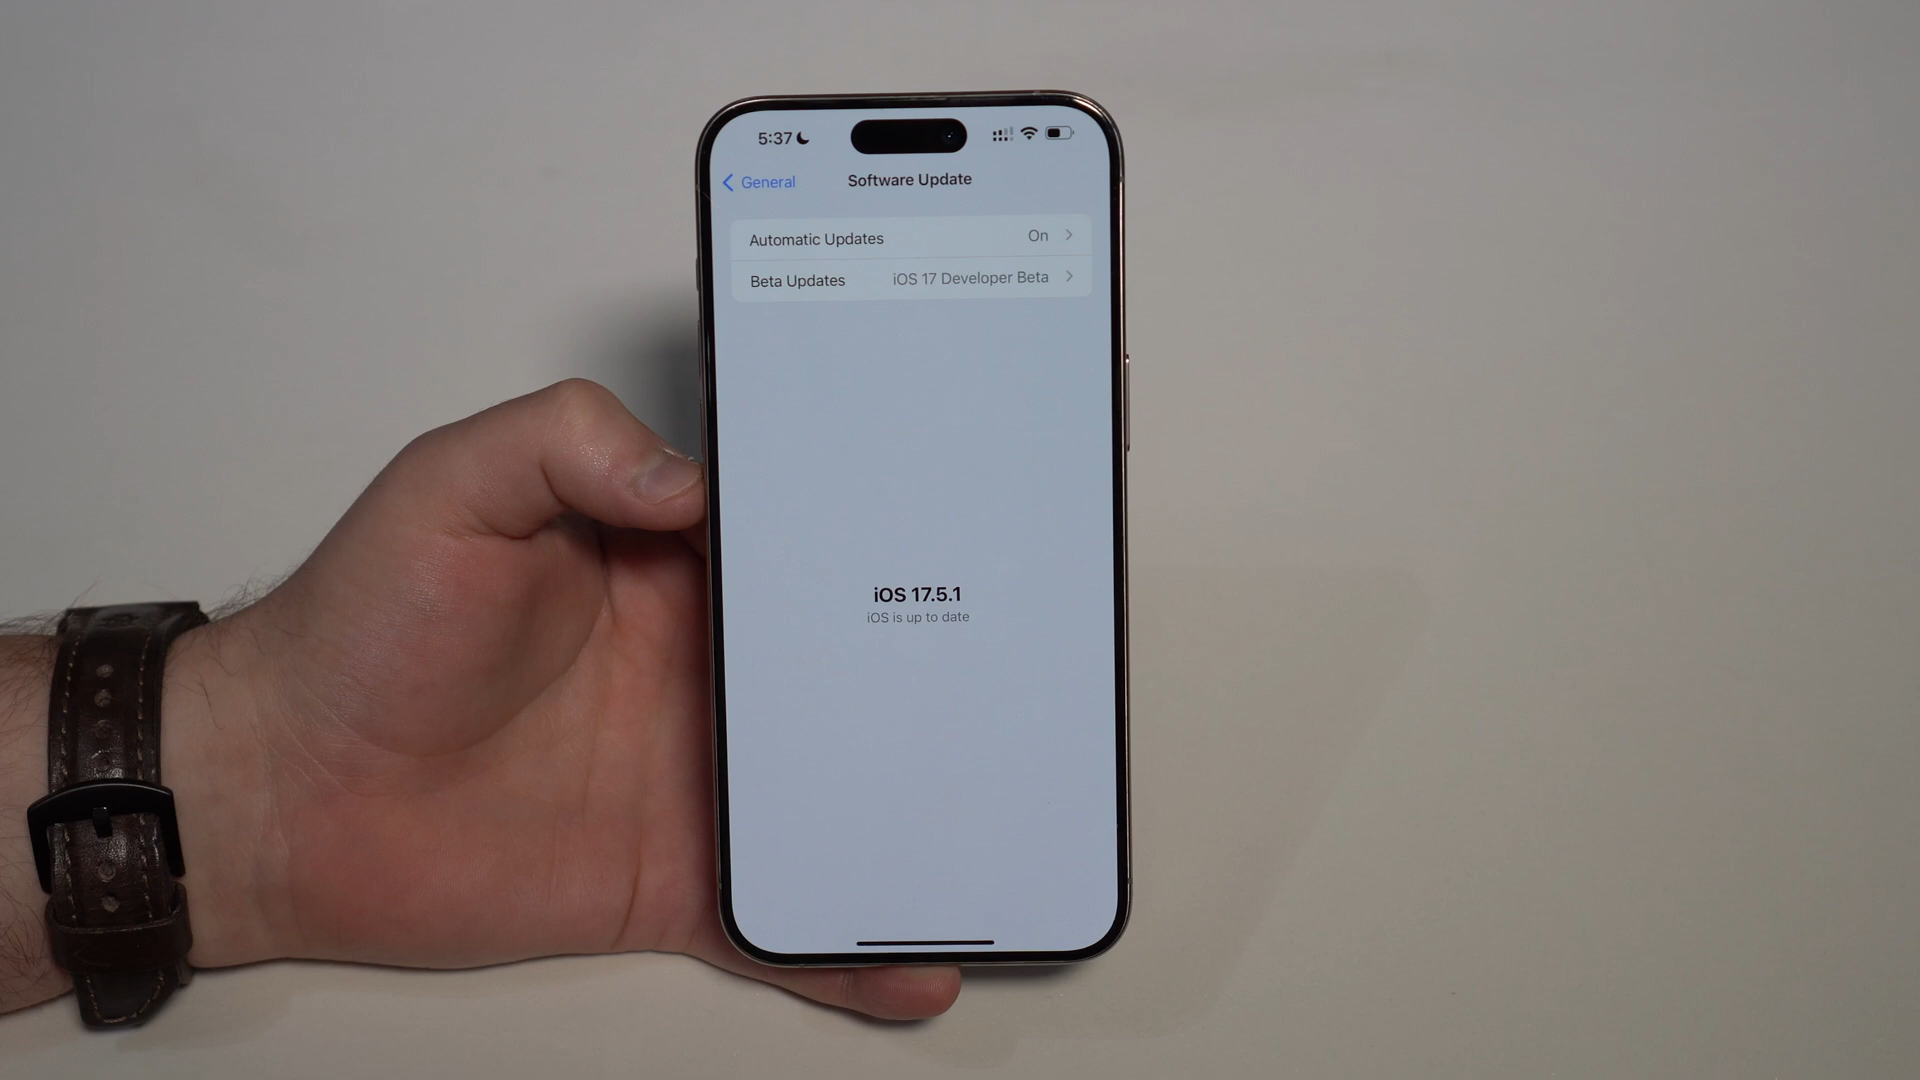 5:37
General
Software Update
Automatic Updates On
Beta Updates iOS 17 Developer Beta
iOS 17.5.1
iOS is up to date